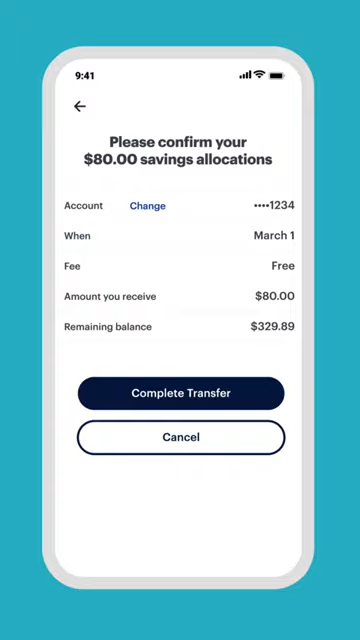 9:41
Please confirm your
$80.00 savings allocations
Account Change ••••1234
When March 1
Fee Free
Amount you receive $80.00
Remaining balance $329.89
Complete Transfer
Cancel